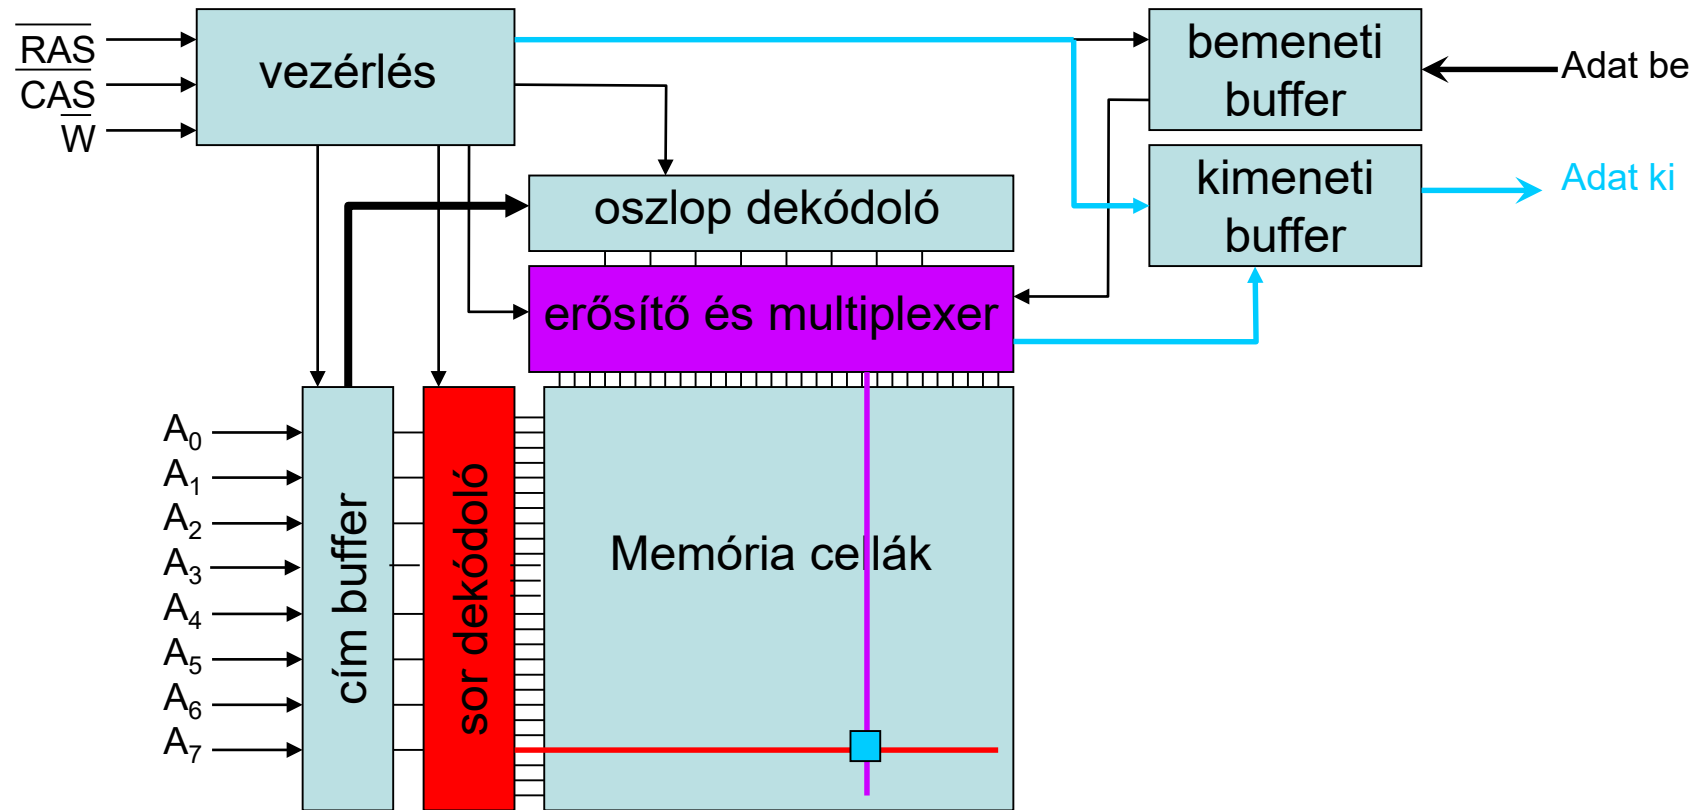 RAS
CAS
W
vezérlés
bemeneti
buffer
Adat be
kimeneti
buffer
Adat ki
oszlop dekódoló
erősítő és multiplexer
A0
A1
A2
A3
A4
A5
A6
A7
cím buffer
sor dekódoló
Memória cellák